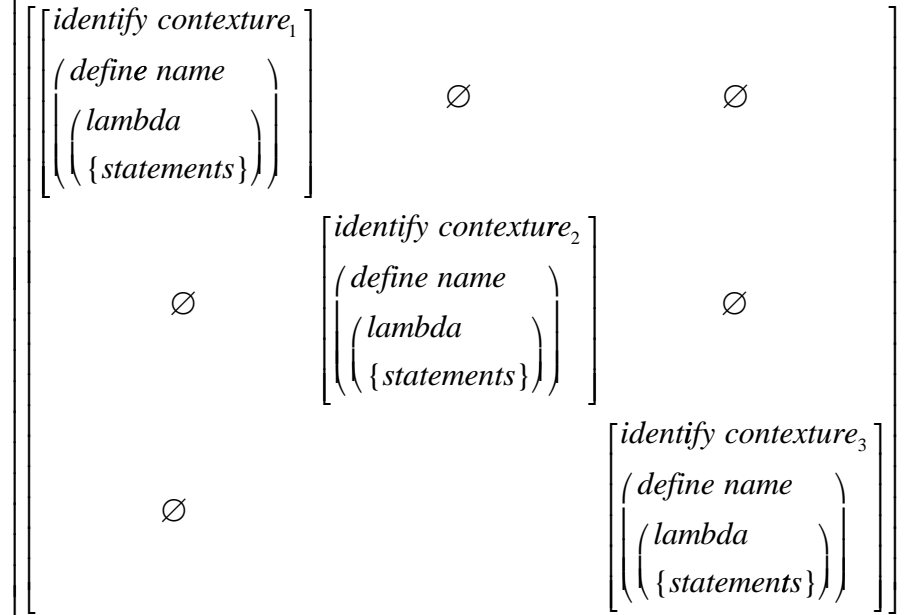 identify contexture₁
define name
lambda
{statements}
∅ ∅
identify contexture₂
define name
lambda
{statements}
∅ ∅
identify contexture₃
define name
lambda
{statements}
∅